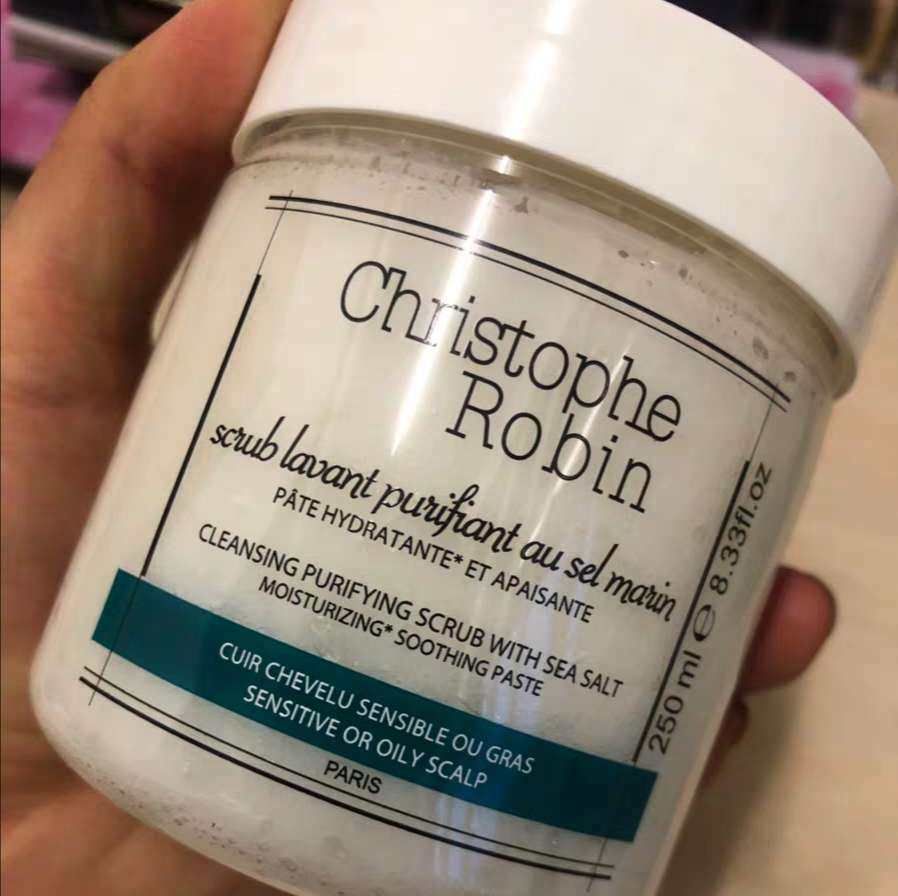 Christophe
Robin
scrub lavant purifiant au sel marin
PÂTE HYDRATANTE* ET APAISANTE
CLEANSING PURIFYING SCRUB WITH SEA SALT
MOISTURIZING* SOOTHING PASTE
CUIR CHEVELU SENSIBLE OU GRAS
SENSITIVE OR OILY SCALP
PARIS
250 ml ℮ 8.33fl.oz